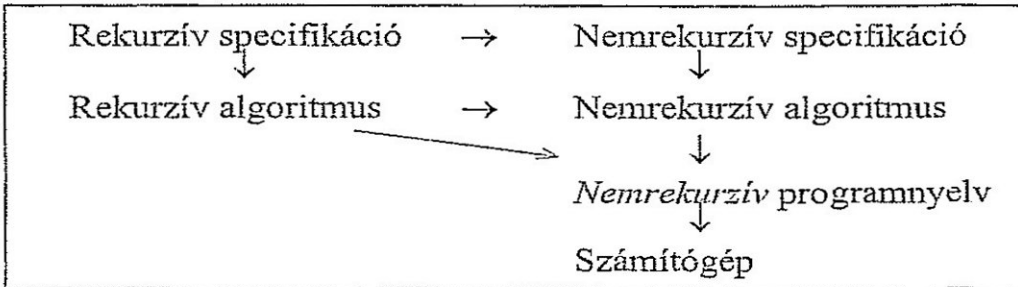 Rekurzív specifikáció → Nemrekurzív specifikáció
↓ ↓
Rekurzív algoritmus → Nemrekurzív algoritmus
↓
Nemrekurzív programnyelv
↓
Számítógép